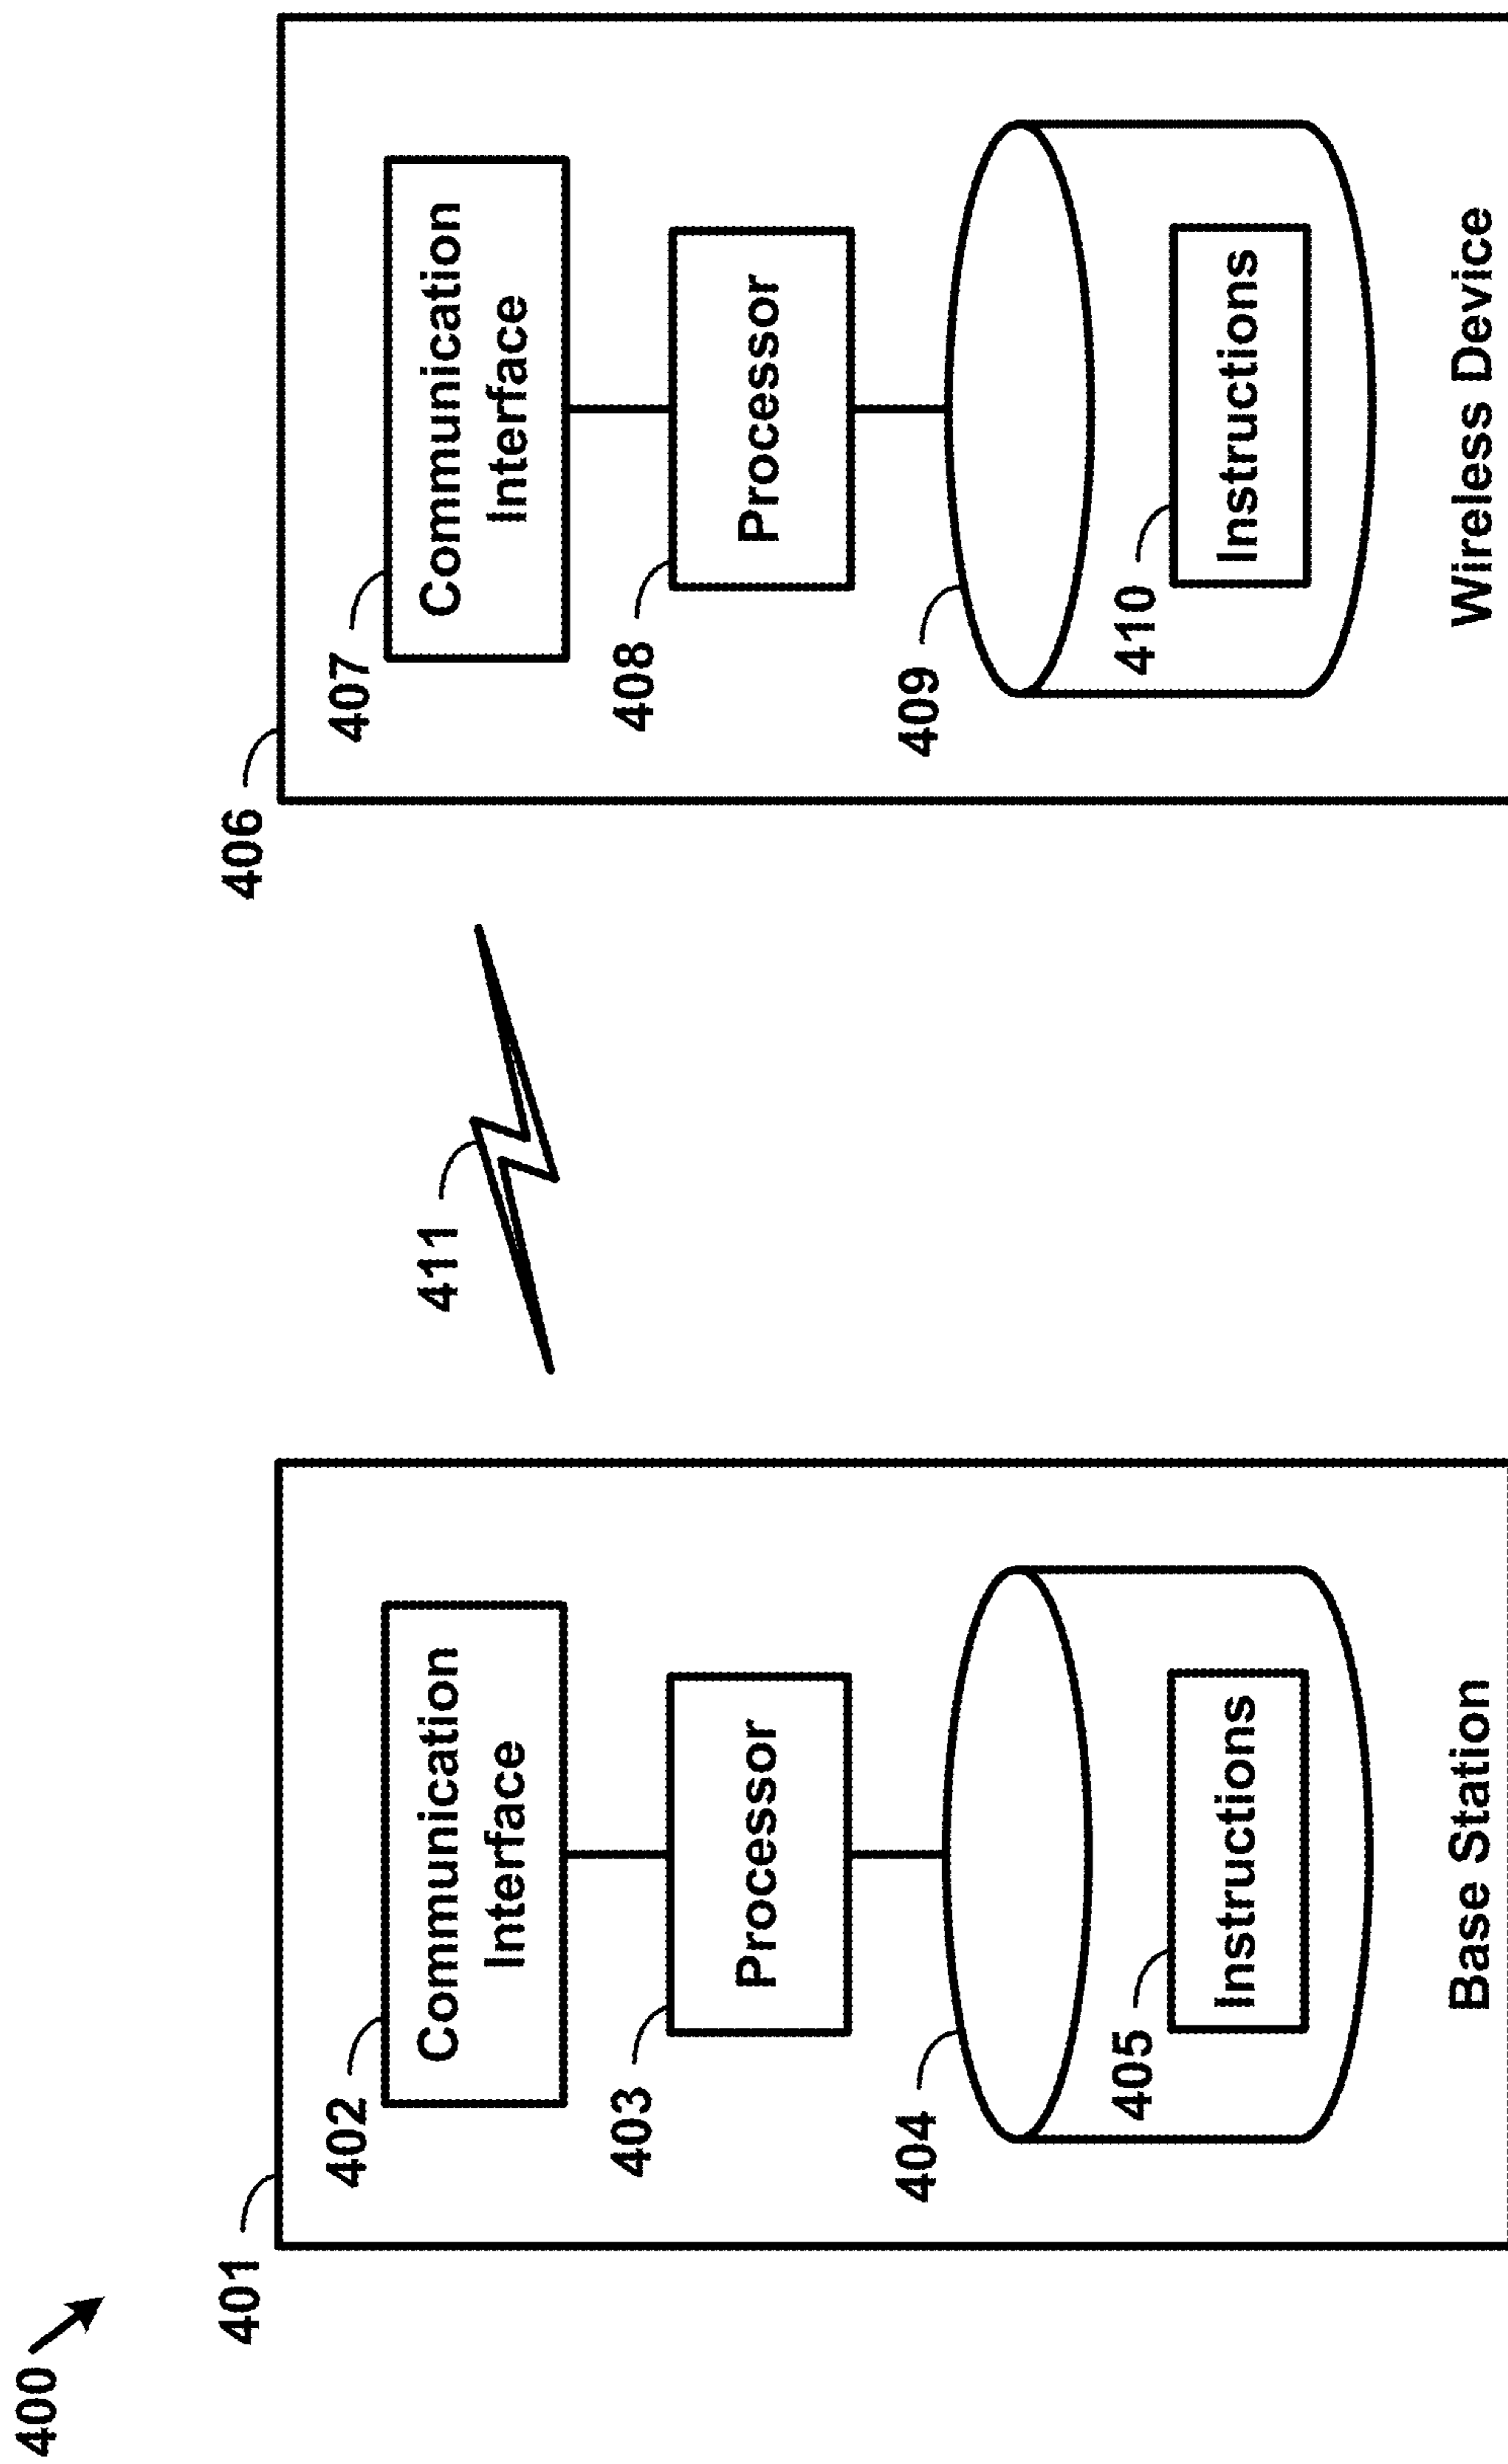 400
401
402
Communication
Interface
403
Processor
404
405
Instructions
Base Station
411
406
407
Communication
Interface
408
Processor
409
410
Instructions
Wireless Device